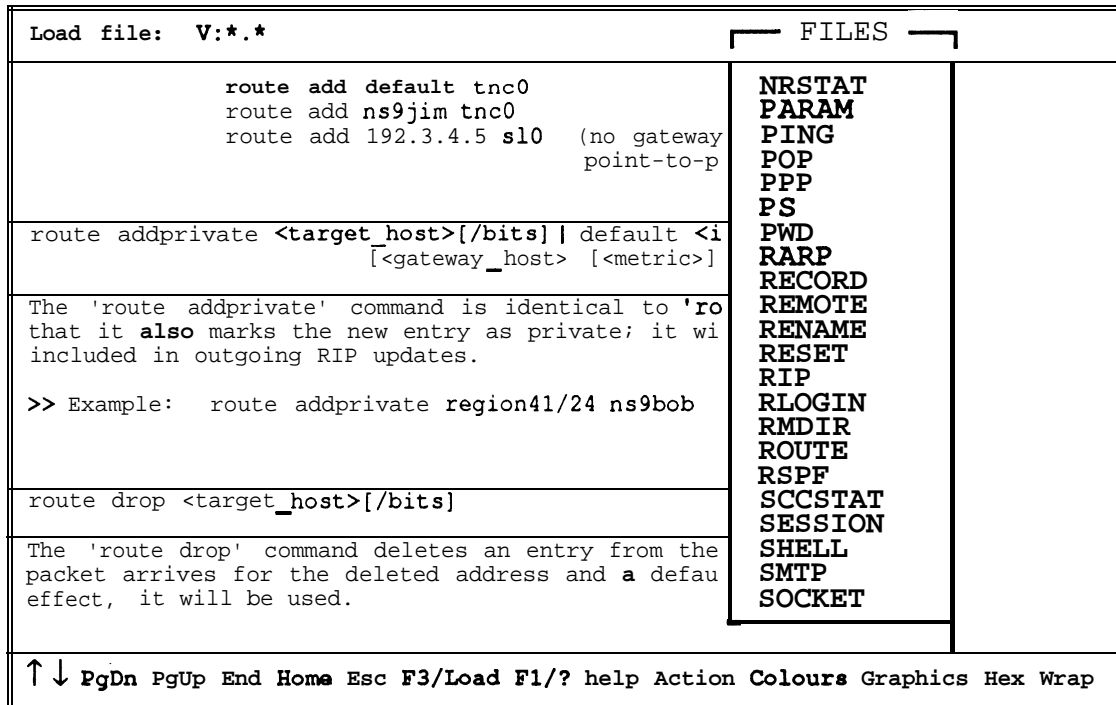 Load file: V:*.*
FILES
route add default tnc0
route add ns9jim tnc0
route add 192.3.4.5 sl0 (no gateway
point-to-p
route addprivate <target_host>[/bits]| default <i
[<gateway_host> [<metric>]
The 'route addprivate' command is identical to 'ro
that it also marks the new entry as private; it wi
included in outgoing RIP updates.
>> Example: route addprivate region41/24 ns9bob
route drop <target_host>[/bits]
The 'route drop' command deletes an entry from the
packet arrives for the deleted address and a defau
effect, it will be used.
NRSTAT
PARAM
PING
POP
PPP
PS
PWD
RARP
RECORD
REMOTE
RENAME
RESET
RIP
RLOGIN
RMDIR
ROUTE
RSPF
SCCSTAT
SESSION
SHELL
SMTP
SOCKET
↑↓ PgDn PgUp End Home Esc F3/Load F1/? help Action Colours Graphics Hex Wrap